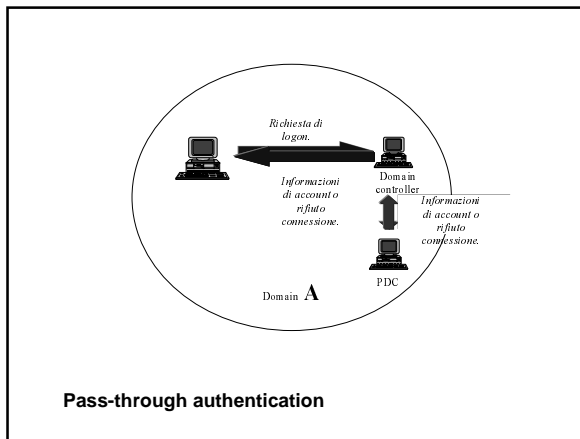 Richiesta di
logon.
Domain
controller
Informazioni
di account o
rifiuto
connessione.
Informazioni
di account o
rifiuto
connessione.
PDC
Domain A
Pass-through authentication